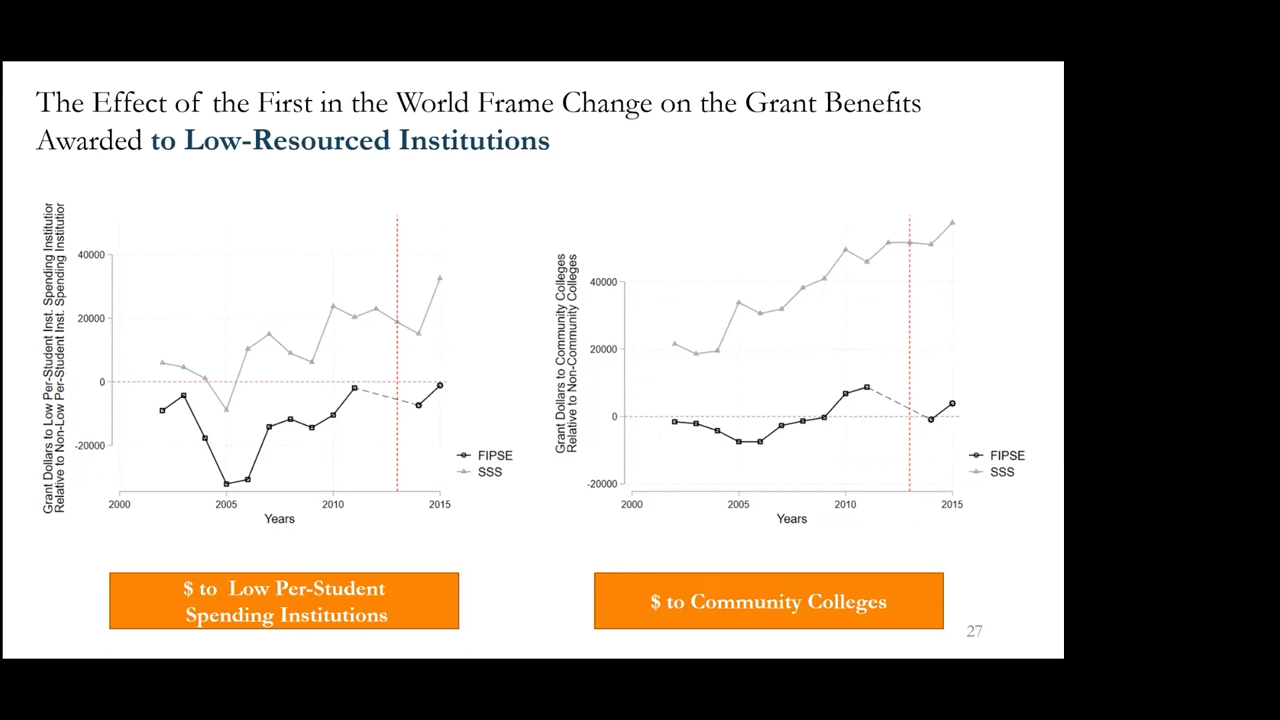 The Effect of the First in the World Frame Change on the Grant Benefits
Awarded to Low-Resourced Institutions
Grant Dollars to Low Per-Student Inst. Spending Institution
Relative to Non-Low Per-Student Inst. Spending Institution
40000
20000
0
-20000
2000
2005
2010
2015
Years
FIPSE
SSS
Grant Dollars to Community Colleges
Relative to Non-Community Colleges
40000
20000
0
-20000
2000
2005
2010
2015
Years
FIPSE
SSS
$ to Low Per-Student
Spending Institutions
$ to Community Colleges
27